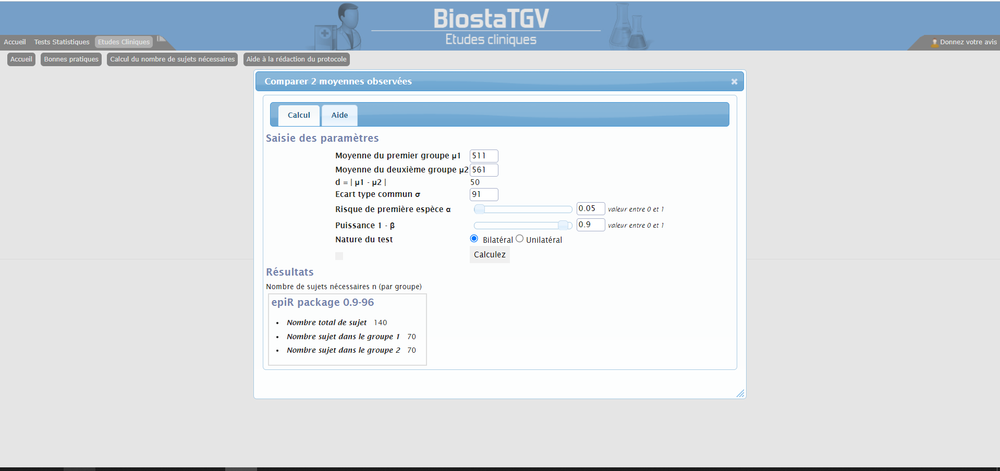 BiostaTGV
Etudes cliniques
Accueil Tests Statistiques Etudes Cliniques Donnez votre avis
Accueil Bonnes pratiques Calcul du nombre de sujets nécessaires Aide à la rédaction du protocole
Comparer 2 moyennes observées
Calcul Aide
Saisie des paramètres
Moyenne du premier groupe μ1 511
Moyenne du deuxième groupe μ2 561
d = | μ1 - μ2 | 50
Ecart type commun σ 91
Risque de première espèce α 0.05 valeur entre 0 et 1
Puissance 1 - β 0.9 valeur entre 0 et 1
Nature du test Bilatéral Unilatéral
Calculez
Résultats
Nombre de sujets nécessaires n (par groupe)
epiR package 0.9-96
• Nombre total de sujet 140
• Nombre sujet dans le groupe 1 70
• Nombre sujet dans le groupe 2 70